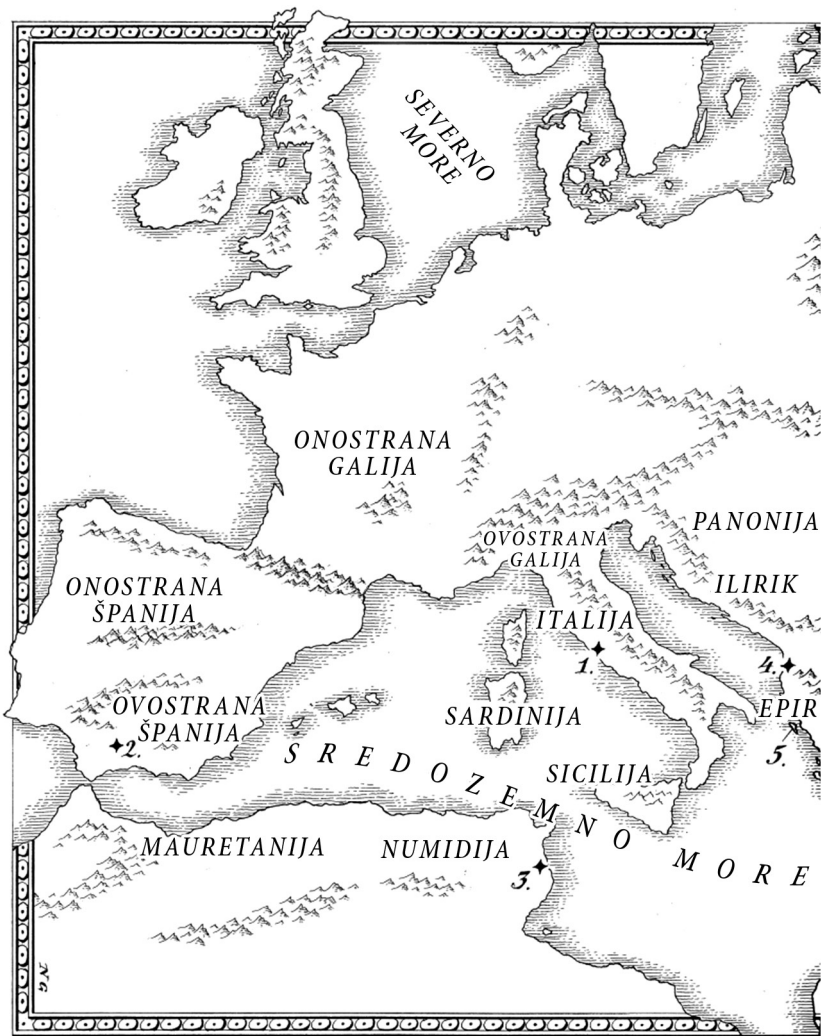 SEVERNO
MORE
ONOSTRANA
GALIJA
PANONIJA
OVOSTRANA
GALIJA
ILIRIK
ONOSTRANA
ŠPANIJA
ITALIJA
1.
4.
OVOSTRANA
ŠPANIJA
2.
SARDINIJA
EPIR
5.
SREDOZEMNO MORE
SICILIJA
MAURETANIJA
NUMIDIJA
3.
NG